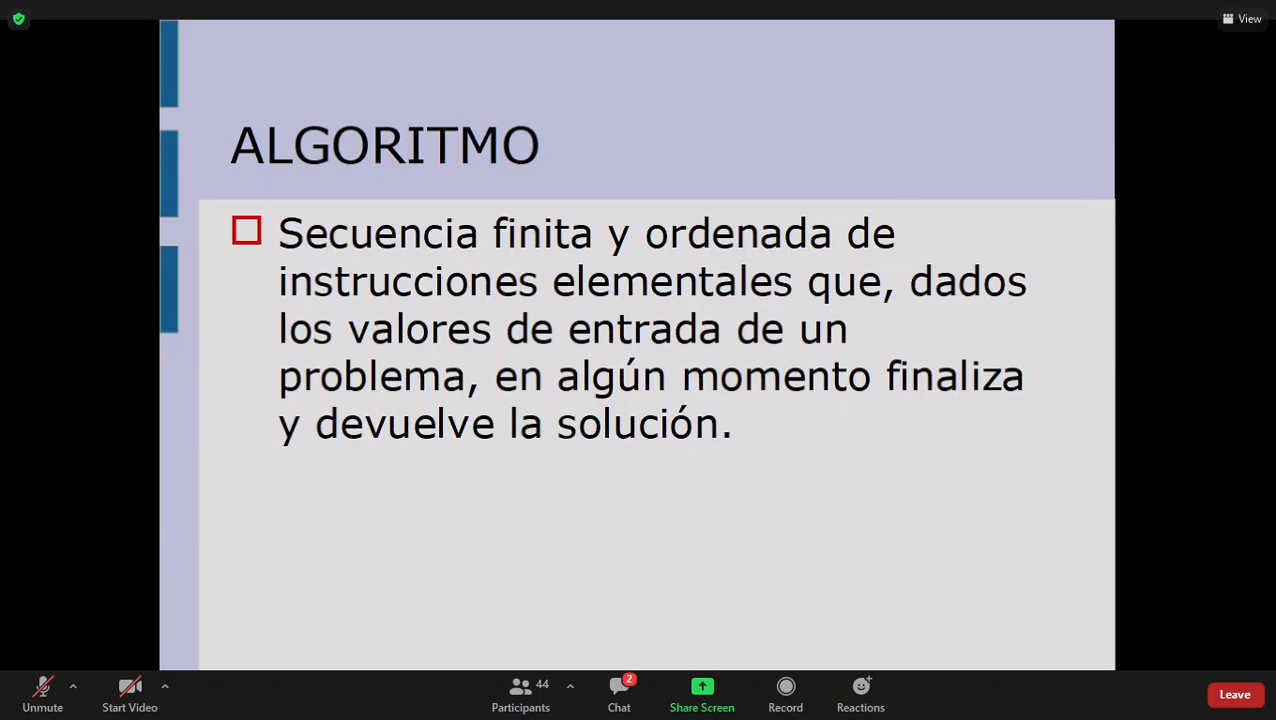 View
ALGORITMO
Secuencia finita y ordenada de
instrucciones elementales que, dados
los valores de entrada de un
problema, en algún momento finaliza
y devuelve la solución.
Unmute
Start Video
44
Participants
2
Chat
Share Screen
Record
Reactions
Leave